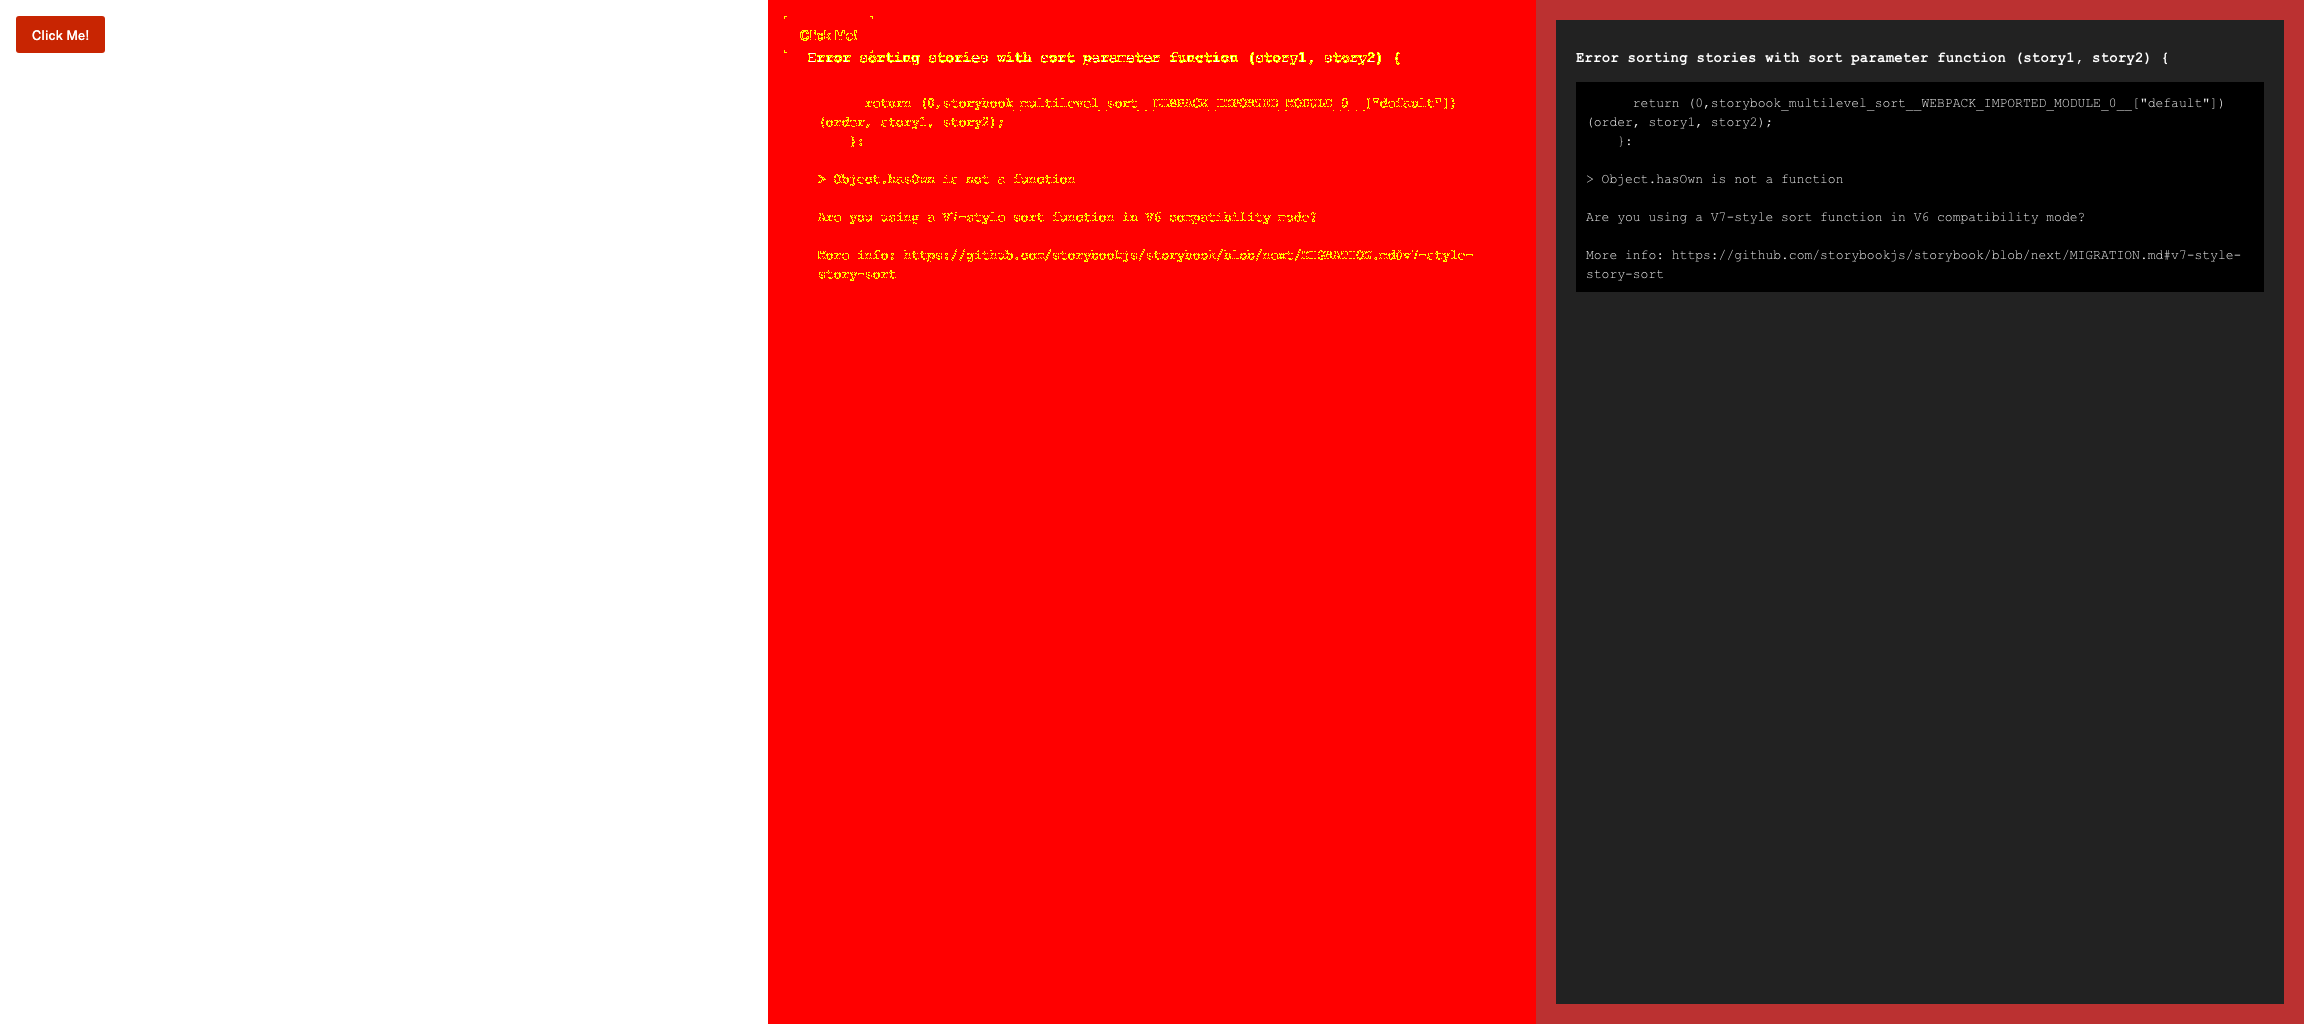 Click Me!
Click Me!
Error sorting stories with sort parameter function (story1, story2) {
return (0,storybook_multilevel_sort__WEBPACK_IMPORTED_MODULE_0__["default"])
(order, story1, story2);
}:
> Object.hasOwn is not a function
Are you using a V7-style sort function in V6 compatibility mode?
More info: https://github.com/storybookjs/storybook/blob/next/MIGRATION.md#v7-style-
story-sort
Error sorting stories with sort parameter function (story1, story2) {
return (0,storybook_multilevel_sort__WEBPACK_IMPORTED_MODULE_0__["default"])
(order, story1, story2);
}:
> Object.hasOwn is not a function
Are you using a V7-style sort function in V6 compatibility mode?
More info: https://github.com/storybookjs/storybook/blob/next/MIGRATION.md#v7-style-
story-sort